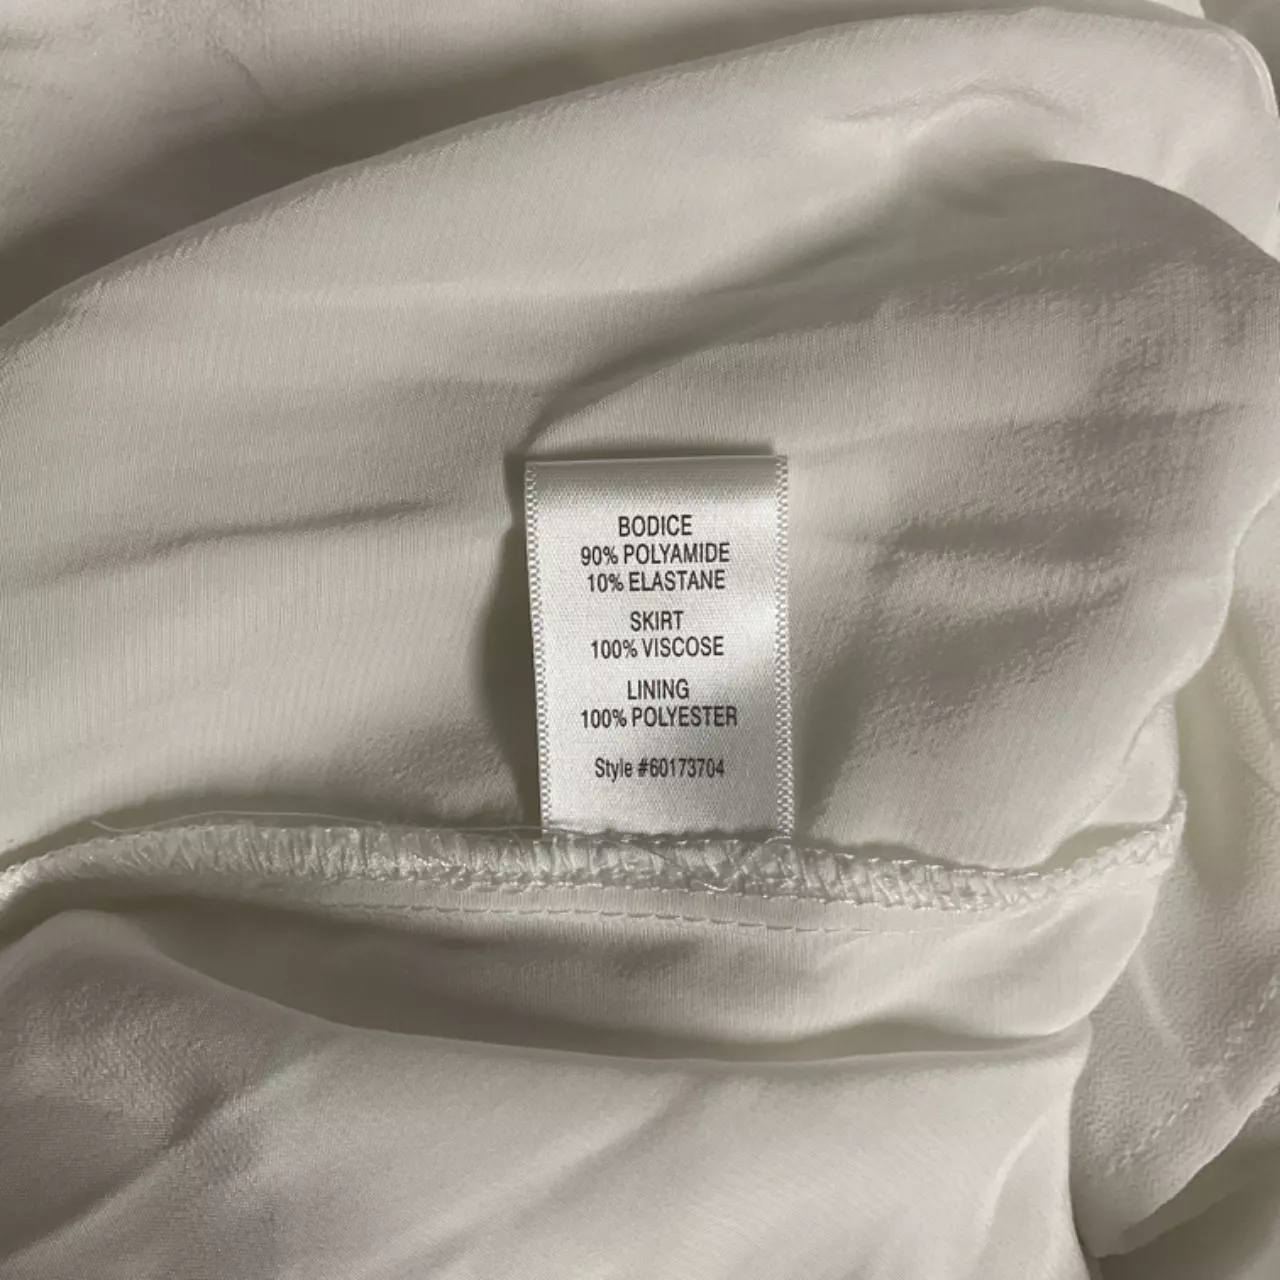 BODICE
90% POLYAMIDE
10% ELASTANE
SKIRT
100% VISCOSE
LINING
100% POLYESTER
Style #60173704